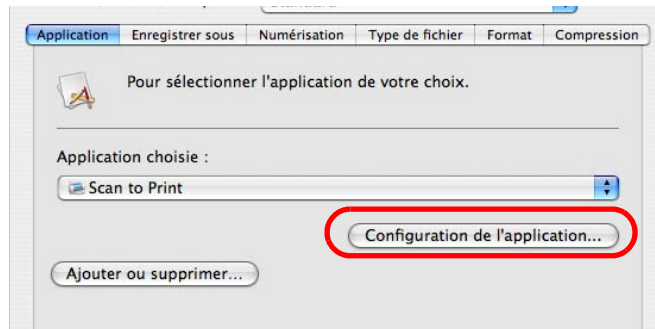 Application Enregistrer sous Numérisation Type de fichier Format Compression
Pour sélectionner l'application de votre choix.
Application choisie :
Scan to Print
Configuration de l'application...
Ajouter ou supprimer...